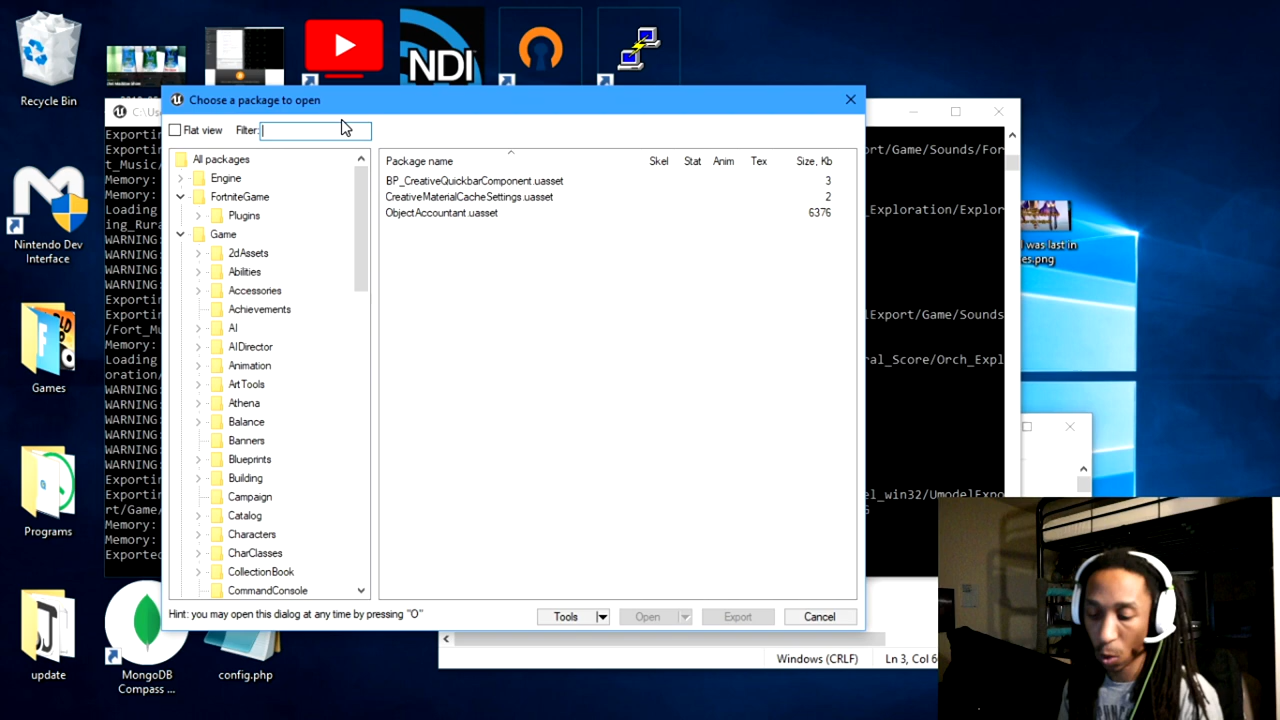 NDI
Recycle Bin
Nintendo Dev
Interface
Games
Programs
update
MongoDB
Compass ...
config.php
Choose a package to open
Flat view
Filter:
All packages
Engine
FortniteGame
Plugins
Game
2dAssets
Abilities
Accessories
Achievements
AI
AIDirector
Animation
ArtTools
Athena
Balance
Banners
Blueprints
Building
Campaign
Catalog
Characters
CharClasses
CollectionBook
CommandConsole
Package name Skel Stat Anim Tex Size, Kb
BP_CreativeQuickbarComponent.uasset 3
CreativeMaterialCacheSettings.uasset 2
ObjectAccountant.uasset 6376
Hint: you may open this dialog at any time by pressing "O"
Tools
Open
Export
Cancel
C:\Us
Exportin
t_Music/
Memory:
Loading
ing_Rura
WARNING:
WARNING:
WARNING:
WARNING:
Exportin
Exportin
/Fort_Mu
Memory:
Loading
oration/
WARNING:
WARNING:
WARNING:
WARNING:
WARNING:
WARNING:
Exportin
Exportin
rt/Game/
Memory:
Memory:
Exported
rt/Game/Sounds/For
_Exploration/Explor
lExport/Game/Sounds
ral_Score/Orch_Expl
el_win32/UmodelExpo
I was last in
es.png
Windows (CRLF)
Ln 3, Col 6